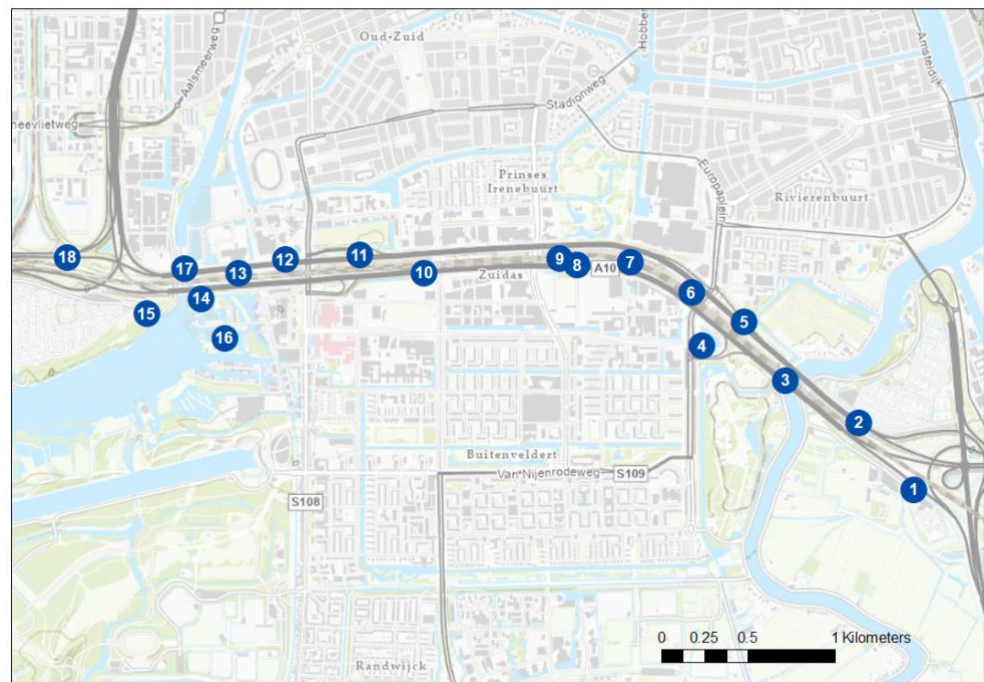 Oud-Zuid
Hobbe
Aalsmeerweg
Amsteldijk
Stadionweg
neevlietweg
Prinses
Irenebuurt
Europaplein
Rivierenbuurt
18
17
13
12
11
10
9
8
7
Zuidas
A10
6
14
15
16
5
4
3
2
Buitenveldert
Van Nijenrodeweg
S109
1
S108
0 0.25 0.5 1 Kilometers
Randwijck